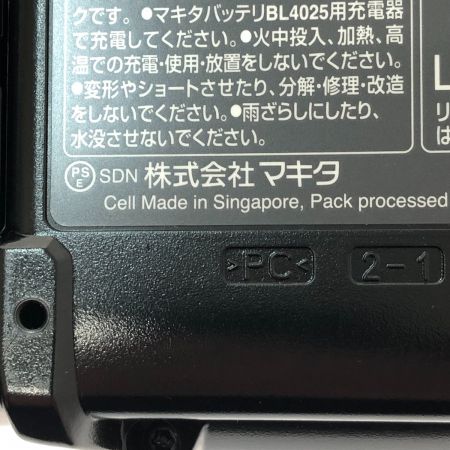 クです。●マキタバッテリBL4025用充電器
で充電してください。●火中投入、加熱、高
温での充電・使用・放置をしないでください。
●変形やショートさせたり、分解・修理・改造
をしないでください。●雨ざらしにしたり、
水没させないでください。
PS
E SDN 株式会社 マキタ
Cell Made in Singapore, Pack processed
L
リ
は
>PC< 2-1